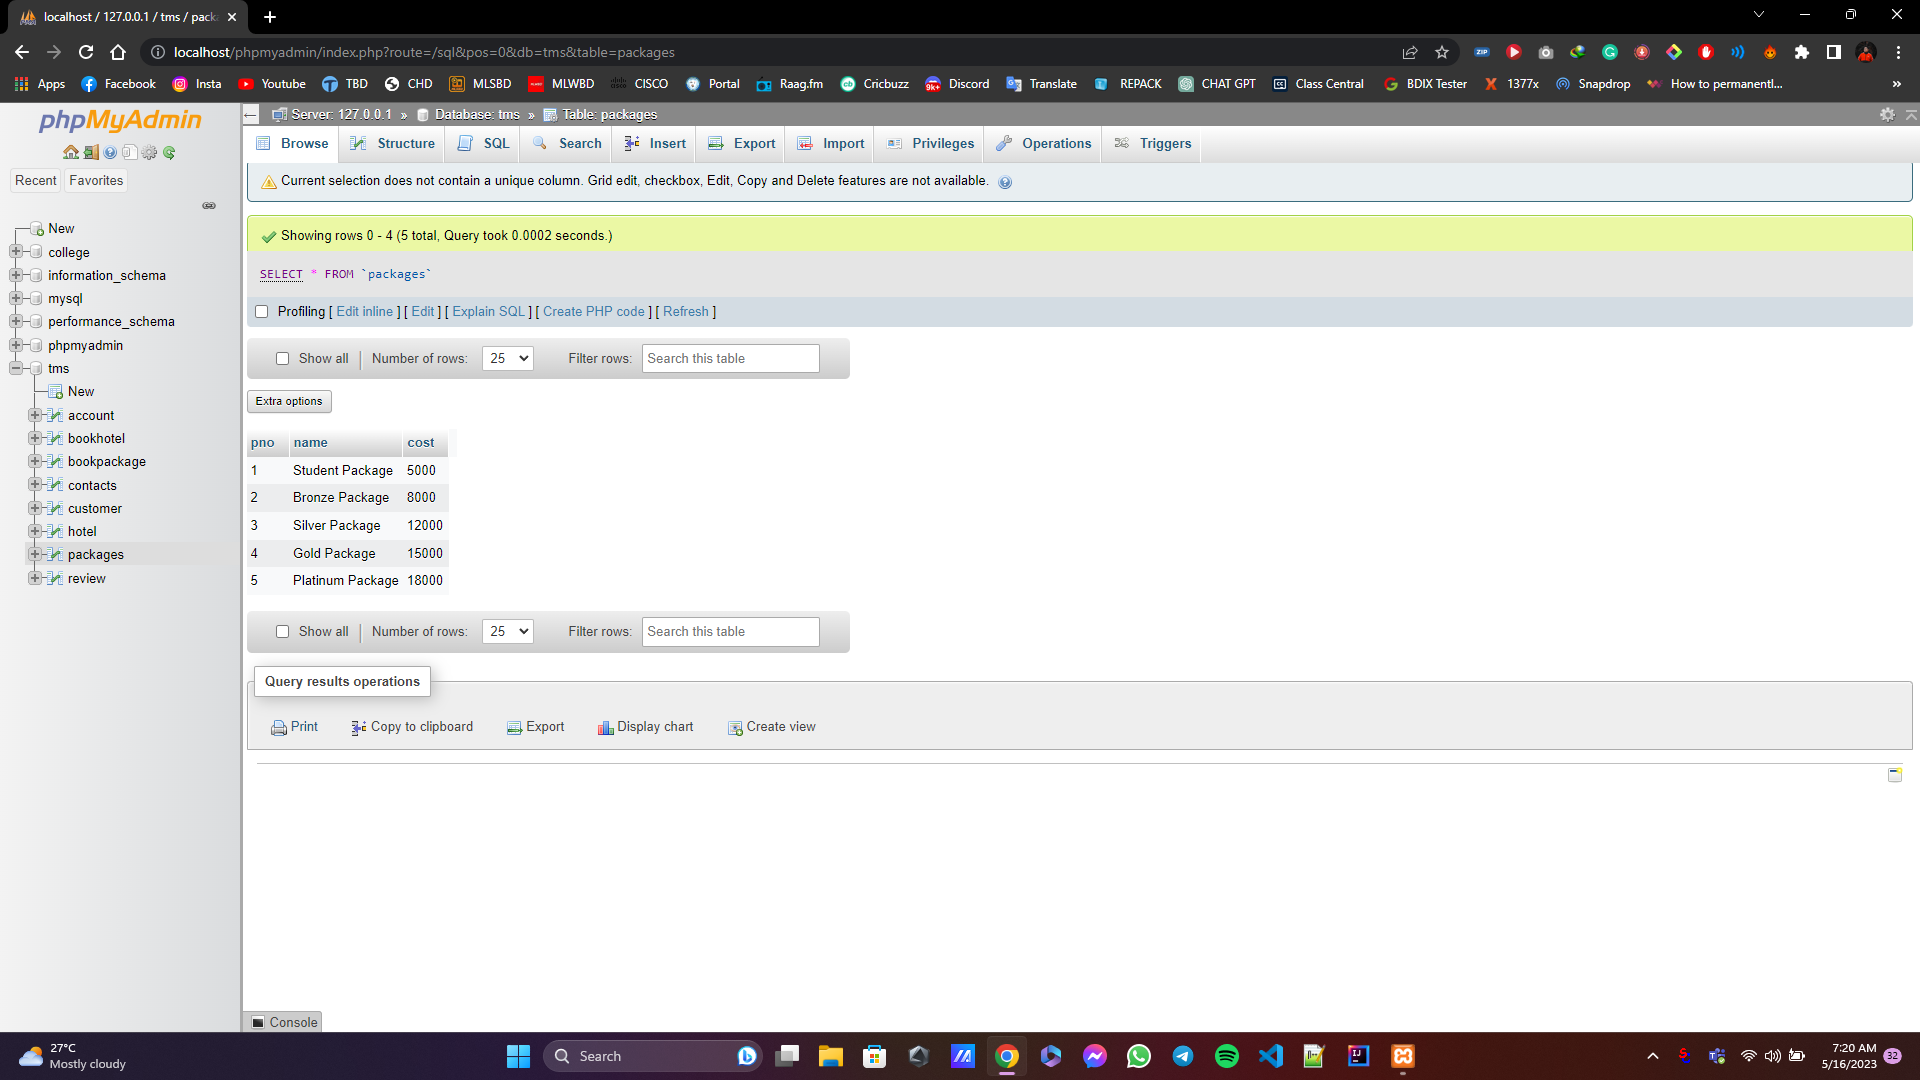 localhost / 127.0.0.1 / tms / pack
localhost/phpmyadmin/index.php?route=/sql&pos=0&db=tms&table=packages
ZIP
Apps Facebook Insta Youtube TBD CHD MLSBD MLWBD CISCO Portal Raag.fm Cricbuzz 9k+ Discord Translate REPACK CHAT GPT Class Central BDIX Tester 1377x Snapdrop How to permanentl... »
phpMyAdmin
Recent Favorites
New
college
information_schema
mysql
performance_schema
phpmyadmin
tms
New
account
bookhotel
bookpackage
contacts
customer
hotel
packages
review
Server: 127.0.0.1 » Database: tms » Table: packages
Browse Structure SQL Search Insert Export Import Privileges Operations Triggers
Current selection does not contain a unique column. Grid edit, checkbox, Edit, Copy and Delete features are not available.
Showing rows 0 - 4 (5 total, Query took 0.0002 seconds.)
SELECT * FROM `packages`
Profiling [ Edit inline ] [ Edit ] [ Explain SQL ] [ Create PHP code ] [ Refresh ]
Show all Number of rows: 25 Filter rows: Search this table
Extra options
pno name cost
1 Student Package 5000
2 Bronze Package 8000
3 Silver Package 12000
4 Gold Package 15000
5 Platinum Package 18000
Show all Number of rows: 25 Filter rows: Search this table
Query results operations
Print Copy to clipboard Export Display chart Create view
Console
27°C
Mostly cloudy
Search
7:20 AM
5/16/2023
32